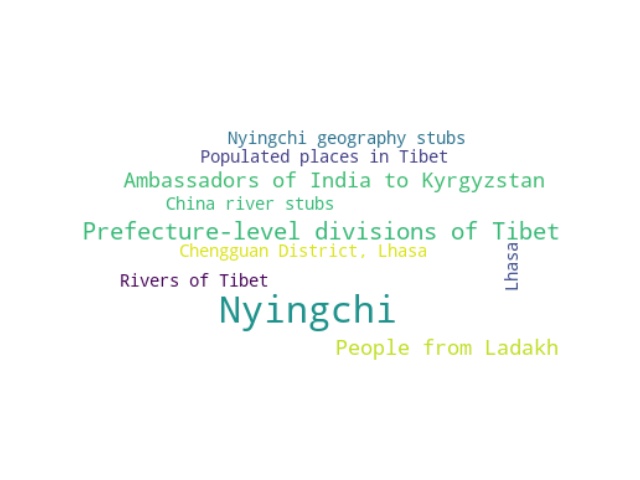 Nyingchi geography stubs
Populated places in Tibet
Ambassadors of India to Kyrgyzstan
China river stubs
Prefecture-level divisions of Tibet
Chengguan District, Lhasa
Lhasa
Rivers of Tibet
Nyingchi
People from Ladakh